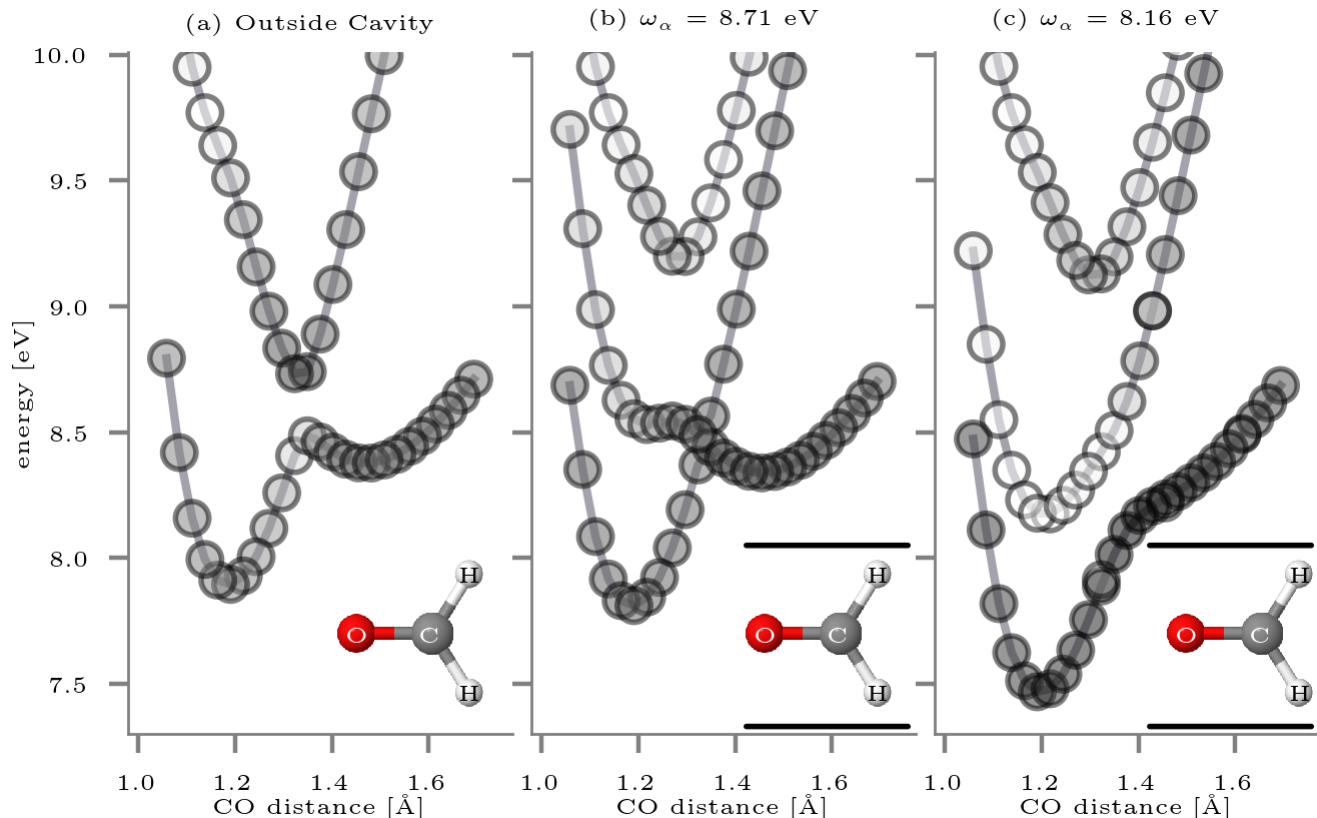 (a) Outside Cavity
(b) ωα = 8.71 eV
(c) ωα = 8.16 eV
energy [eV]
10.0
9.5
9.0
8.5
8.0
7.5
O C H H
O C H H
O C H H
1.0 1.2 1.4 1.6
1.0 1.2 1.4 1.6
1.0 1.2 1.4 1.6
CO distance [Å]
CO distance [Å]
CO distance [Å]